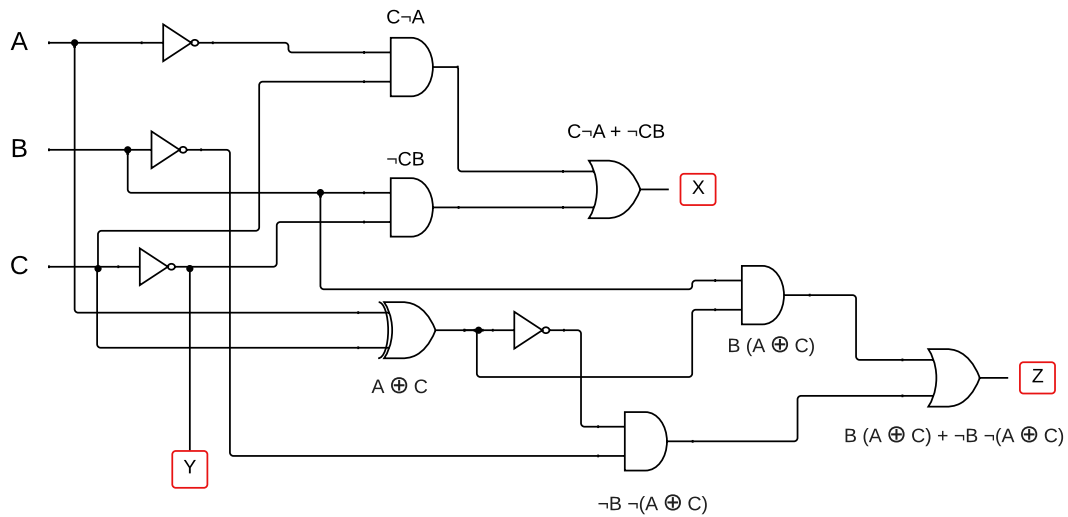 C¬A
A
C¬A + ¬CB
B
¬CB
X
C
B (A ⊕ C)
A ⊕ C
Z
B (A ⊕ C) + ¬B ¬(A ⊕ C)
Y
¬B ¬(A ⊕ C)